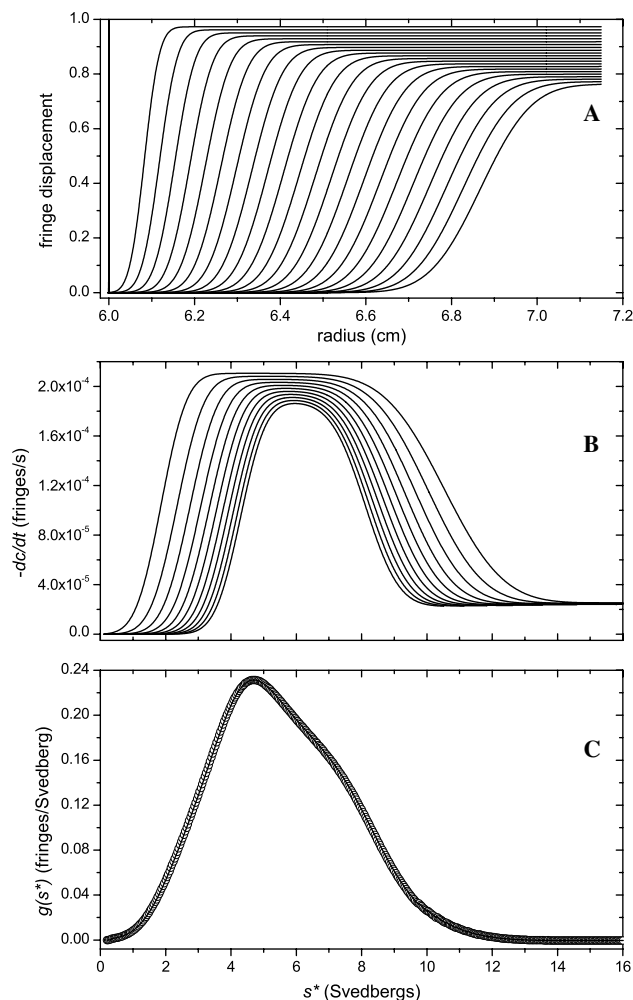 1.0
0.8
0.6
0.4
0.2
0.0
fringe displacement
A
6.0 6.2 6.4 6.6 6.8 7.0 7.2
radius (cm)
2.0x10-4
1.6x10-4
1.2x10-4
8.0x10-5
4.0x10-5
0.0
-dc/dt (fringes/s)
B
0.24
0.20
0.16
0.12
0.08
0.04
0.00
g(s*) (fringes/Svedberg)
C
0 2 4 6 8 10 12 14 16
s* (Svedbergs)